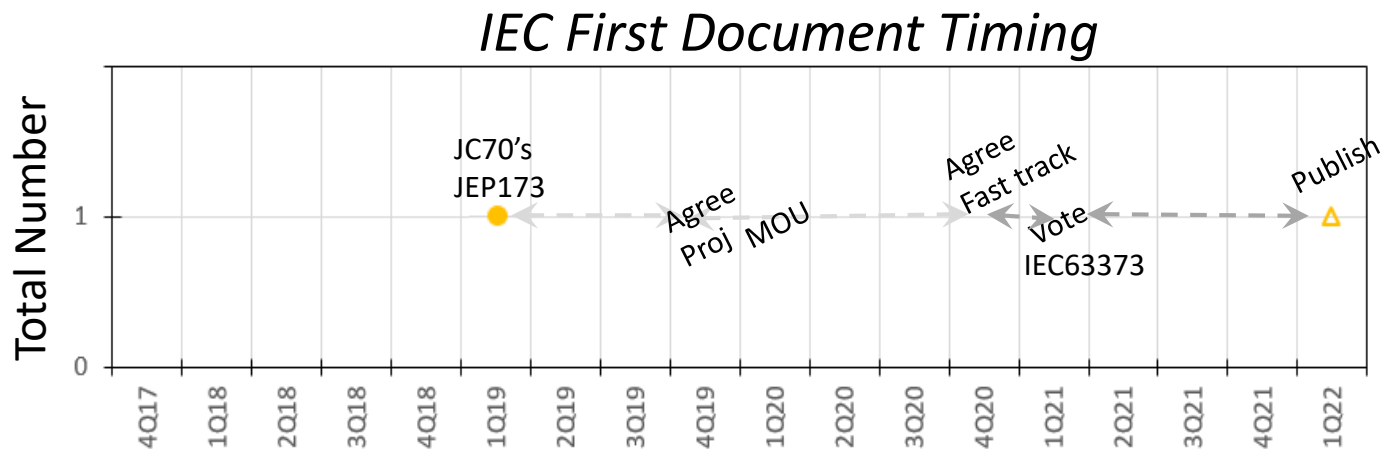 IEC First Document Timing
Total Number
1
0
JC70’s
JEP173
Agree
Proj
MOU
Agree
Fast track
Vote
IEC63373
Publish
4Q17
1Q18
2Q18
3Q18
4Q18
1Q19
2Q19
3Q19
4Q19
1Q20
2Q20
3Q20
4Q20
1Q21
2Q21
3Q21
4Q21
1Q22